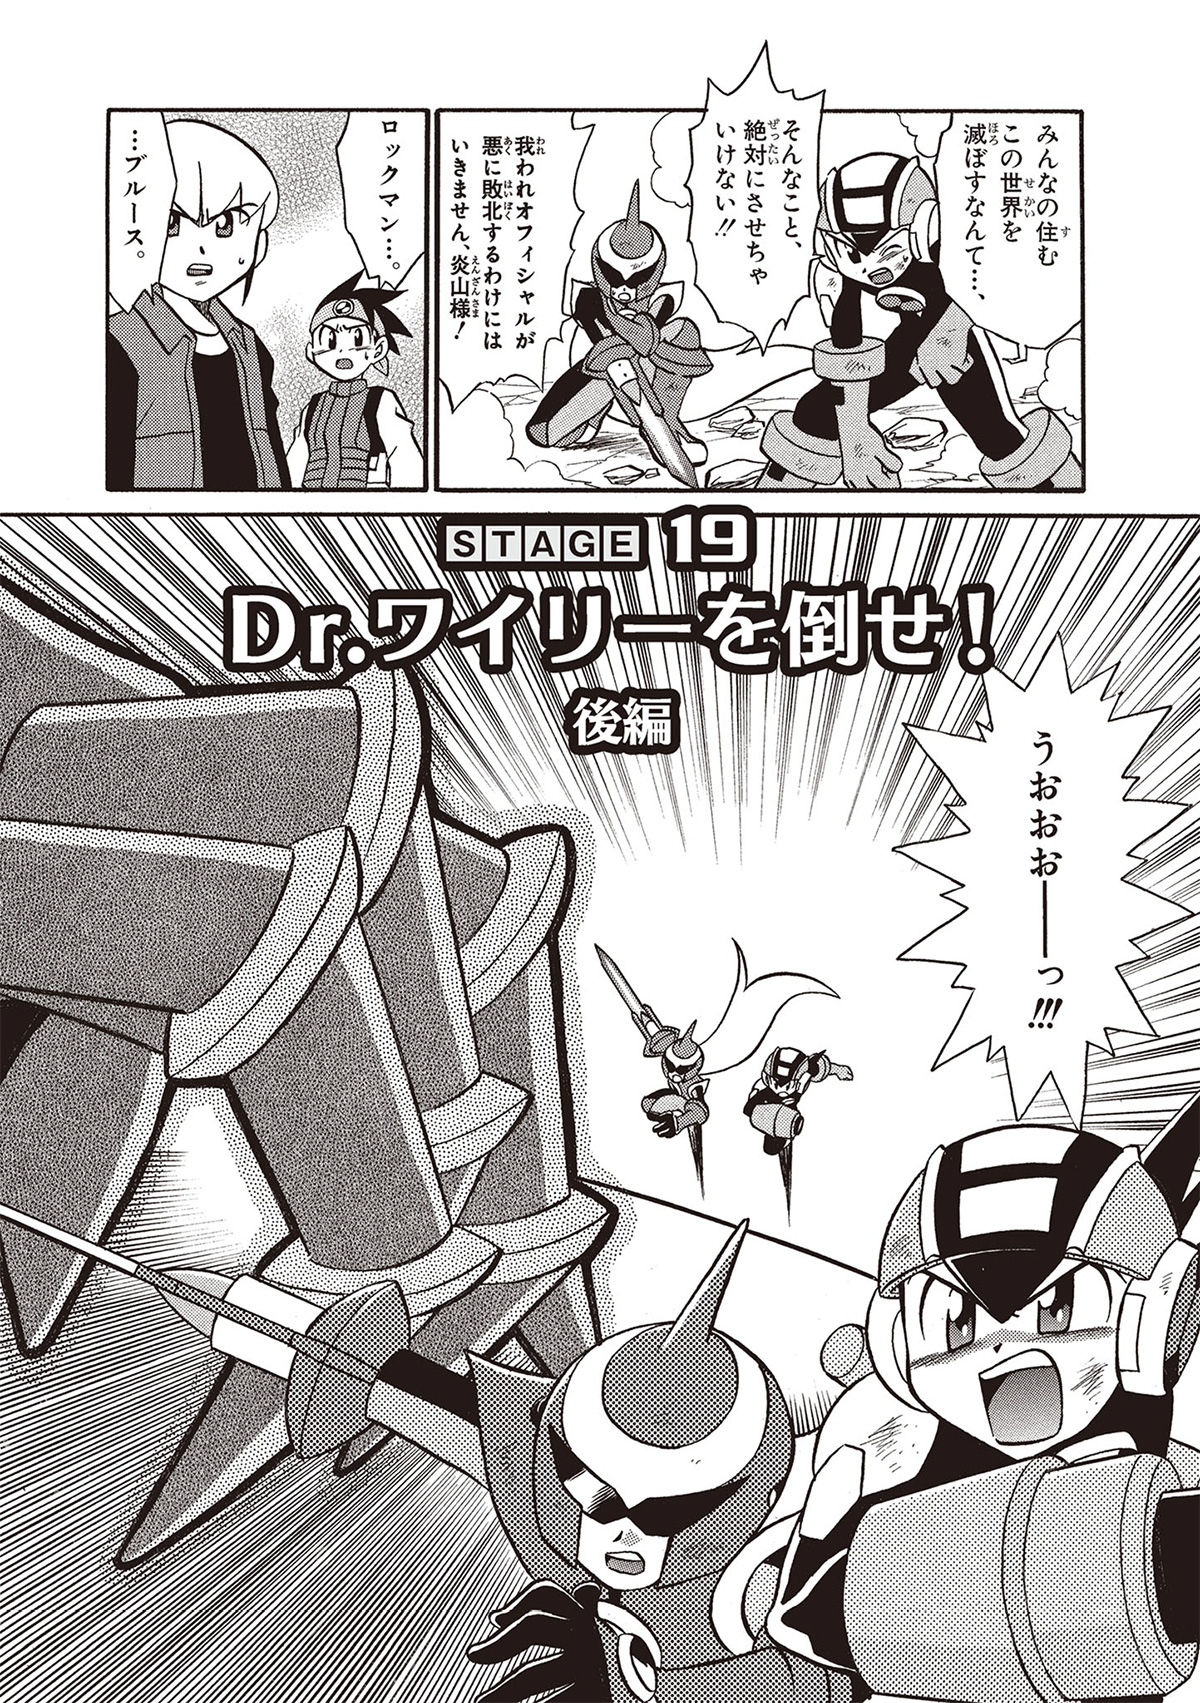 みんなの住む
この世界を
滅ぼすなんて…、
そんなこと、
絶対にさせちゃ
いけない!!
我われオフィシャルが
悪に敗北するわけには
いきません、炎山様!
ロックマン…。
…ブルース。
STAGE 19
Dr.ワイリーを倒せ!
後編
うおおおーーっ!!!